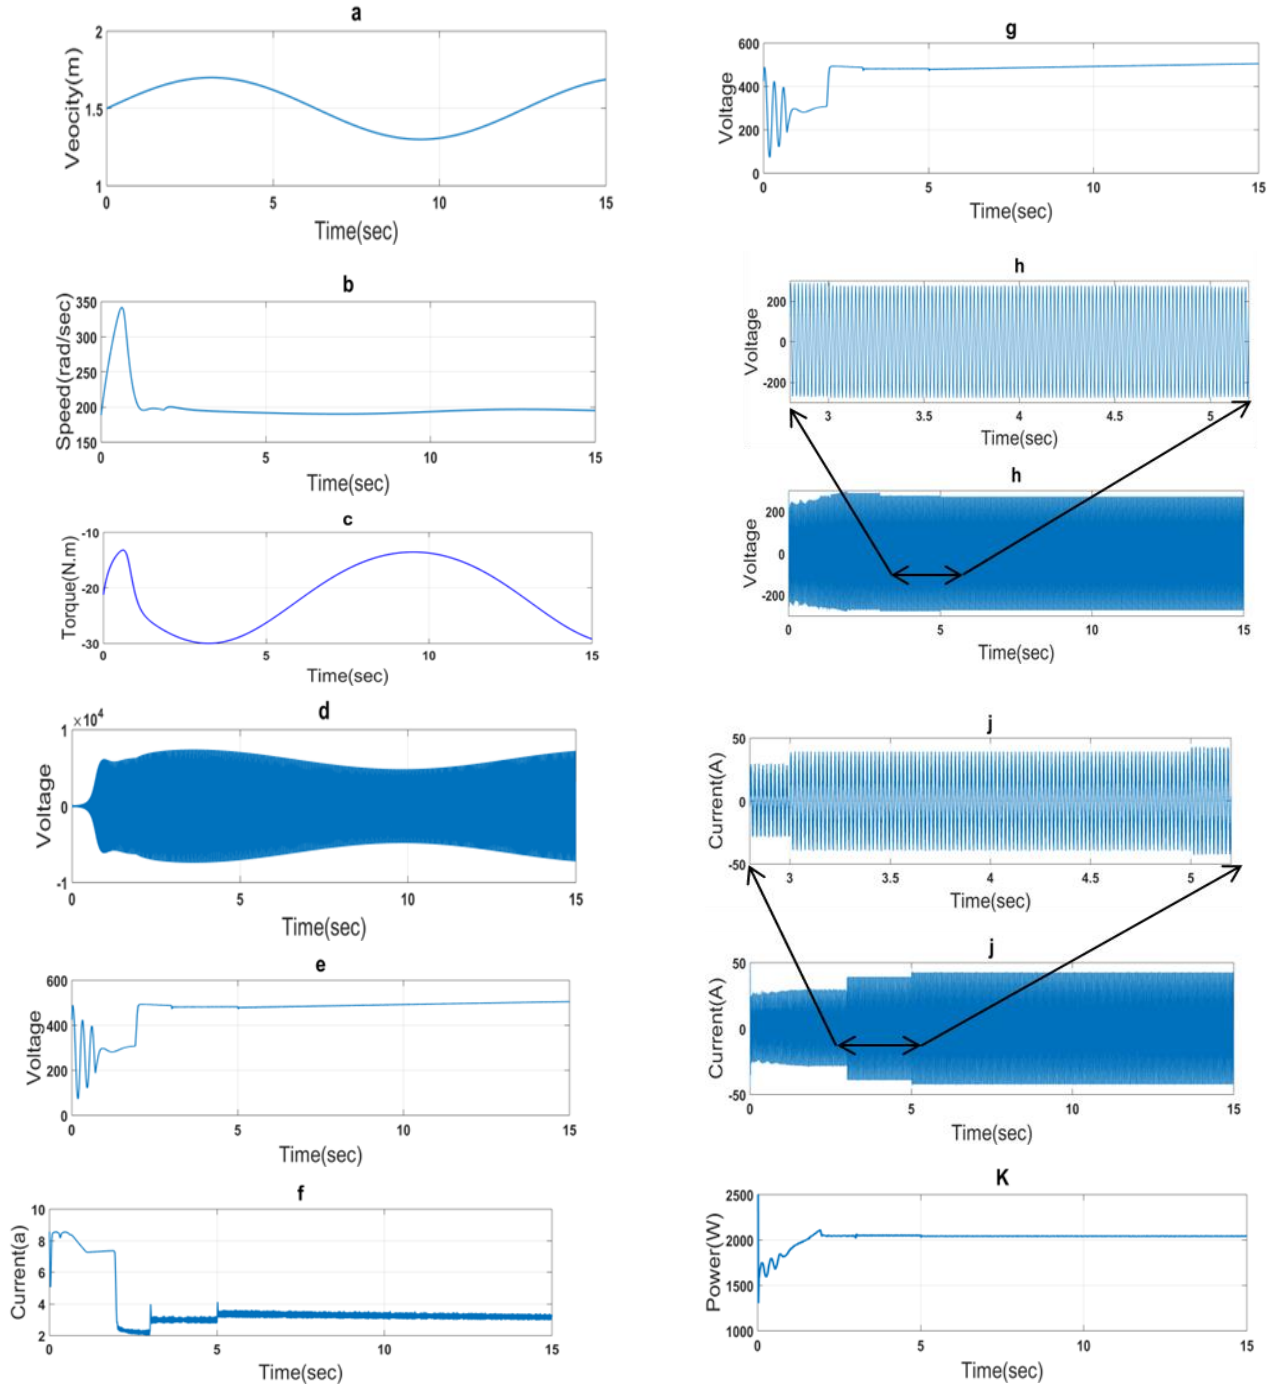 a
2
1.5
1
Veocity(m)
0 5 10 15
Time(sec)
b
350
300
250
200
150
Speed(rad/sec)
0 5 10 15
Time(sec)
c
-10
-20
-30
Torque(N.m)
0 5 10 15
Time(sec)
d
×10⁴
1
0
-1
Voltage
0 5 10 15
Time(sec)
e
600
400
200
0
Voltage
0 5 10 15
Time(sec)
f
10
8
6
4
2
Current(a)
0 5 10 15
Time(sec)
g
600
400
200
0
Voltage
0 5 10 15
Time(sec)
h
200
0
-200
Voltage
3 3.5 4 4.5 5
Time(sec)
h
200
0
-200
Voltage
0 5 10 15
Time(sec)
j
50
0
-50
Current(A)
3 3.5 4 4.5 5
Time(sec)
j
50
0
-50
Current(A)
0 5 10 15
Time(sec)
K
2500
2000
1500
1000
Power(W)
0 5 10 15
Time(sec)